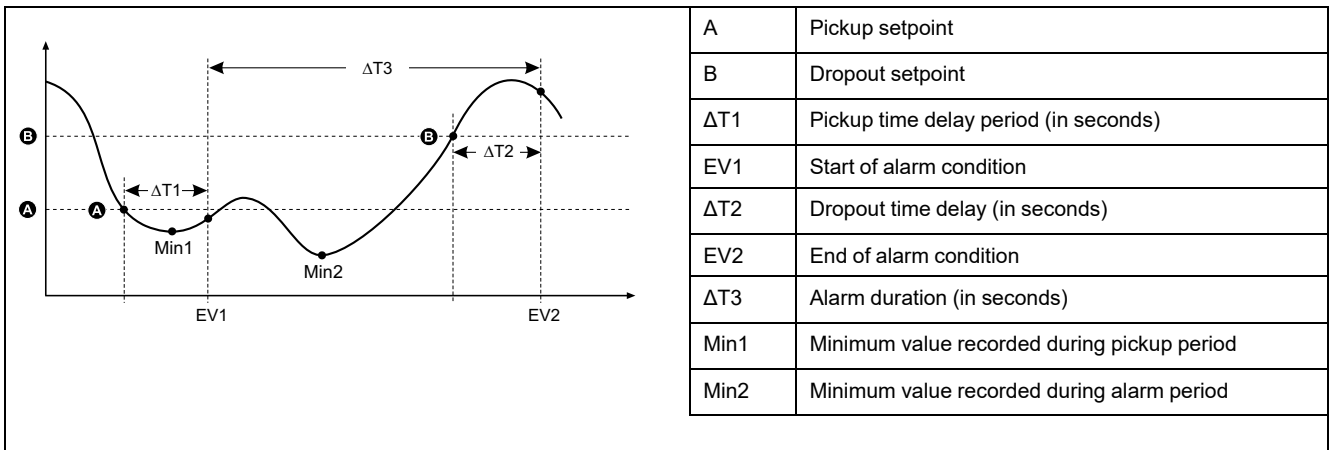 ΔT3
B
B
ΔT2
ΔT1
A
A
Min1
Min2
EV1
EV2
A Pickup setpoint
B Dropout setpoint
ΔT1 Pickup time delay period (in seconds)
EV1 Start of alarm condition
ΔT2 Dropout time delay (in seconds)
EV2 End of alarm condition
ΔT3 Alarm duration (in seconds)
Min1 Minimum value recorded during pickup period
Min2 Minimum value recorded during alarm period